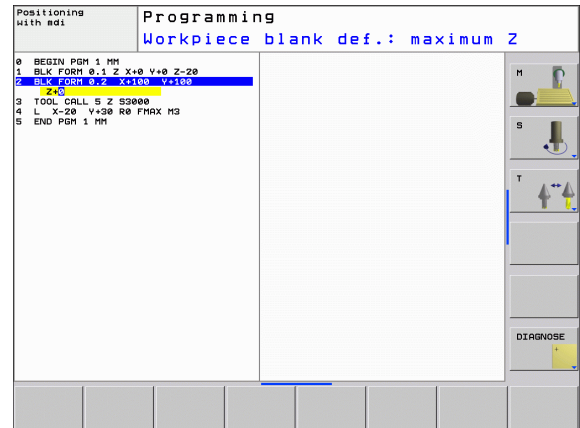 Positioning
with mdi
Programming
Workpiece blank def.: maximum Z
0 BEGIN PGM 1 MM
1 BLK FORM 0.1 Z X+0 Y+0 Z-20
2 BLK FORM 0.2 X+100 Y+100
Z+0
3 TOOL CALL 5 Z S3000
4 L X-20 Y+30 R0 FMAX M3
5 END PGM 1 MM
M
S
T
DIAGNOSE